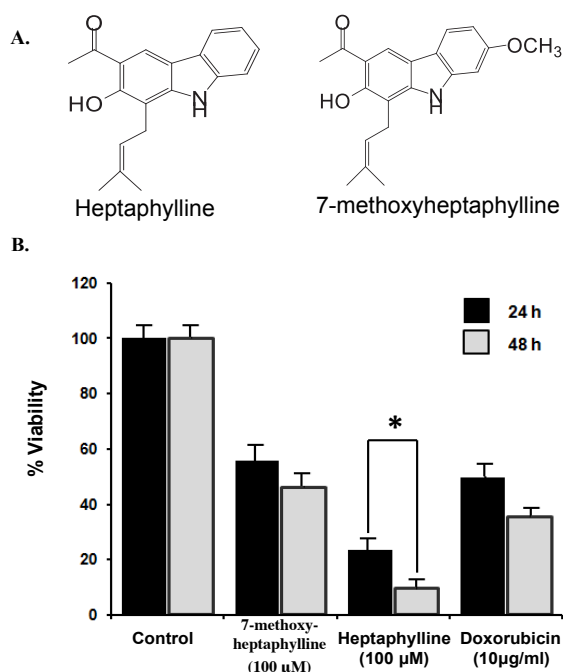 A.
O
HO
N
H
Heptaphylline
O
HO
N
H
OCH3
7-methoxyheptaphylline
B.
120
100
80
60
40
20
0
% Viability
24 h
48 h
*
Control
7-methoxy-
heptaphylline
(100 µM)
Heptaphylline
(100 µM)
Doxorubicin
(10µg/ml)